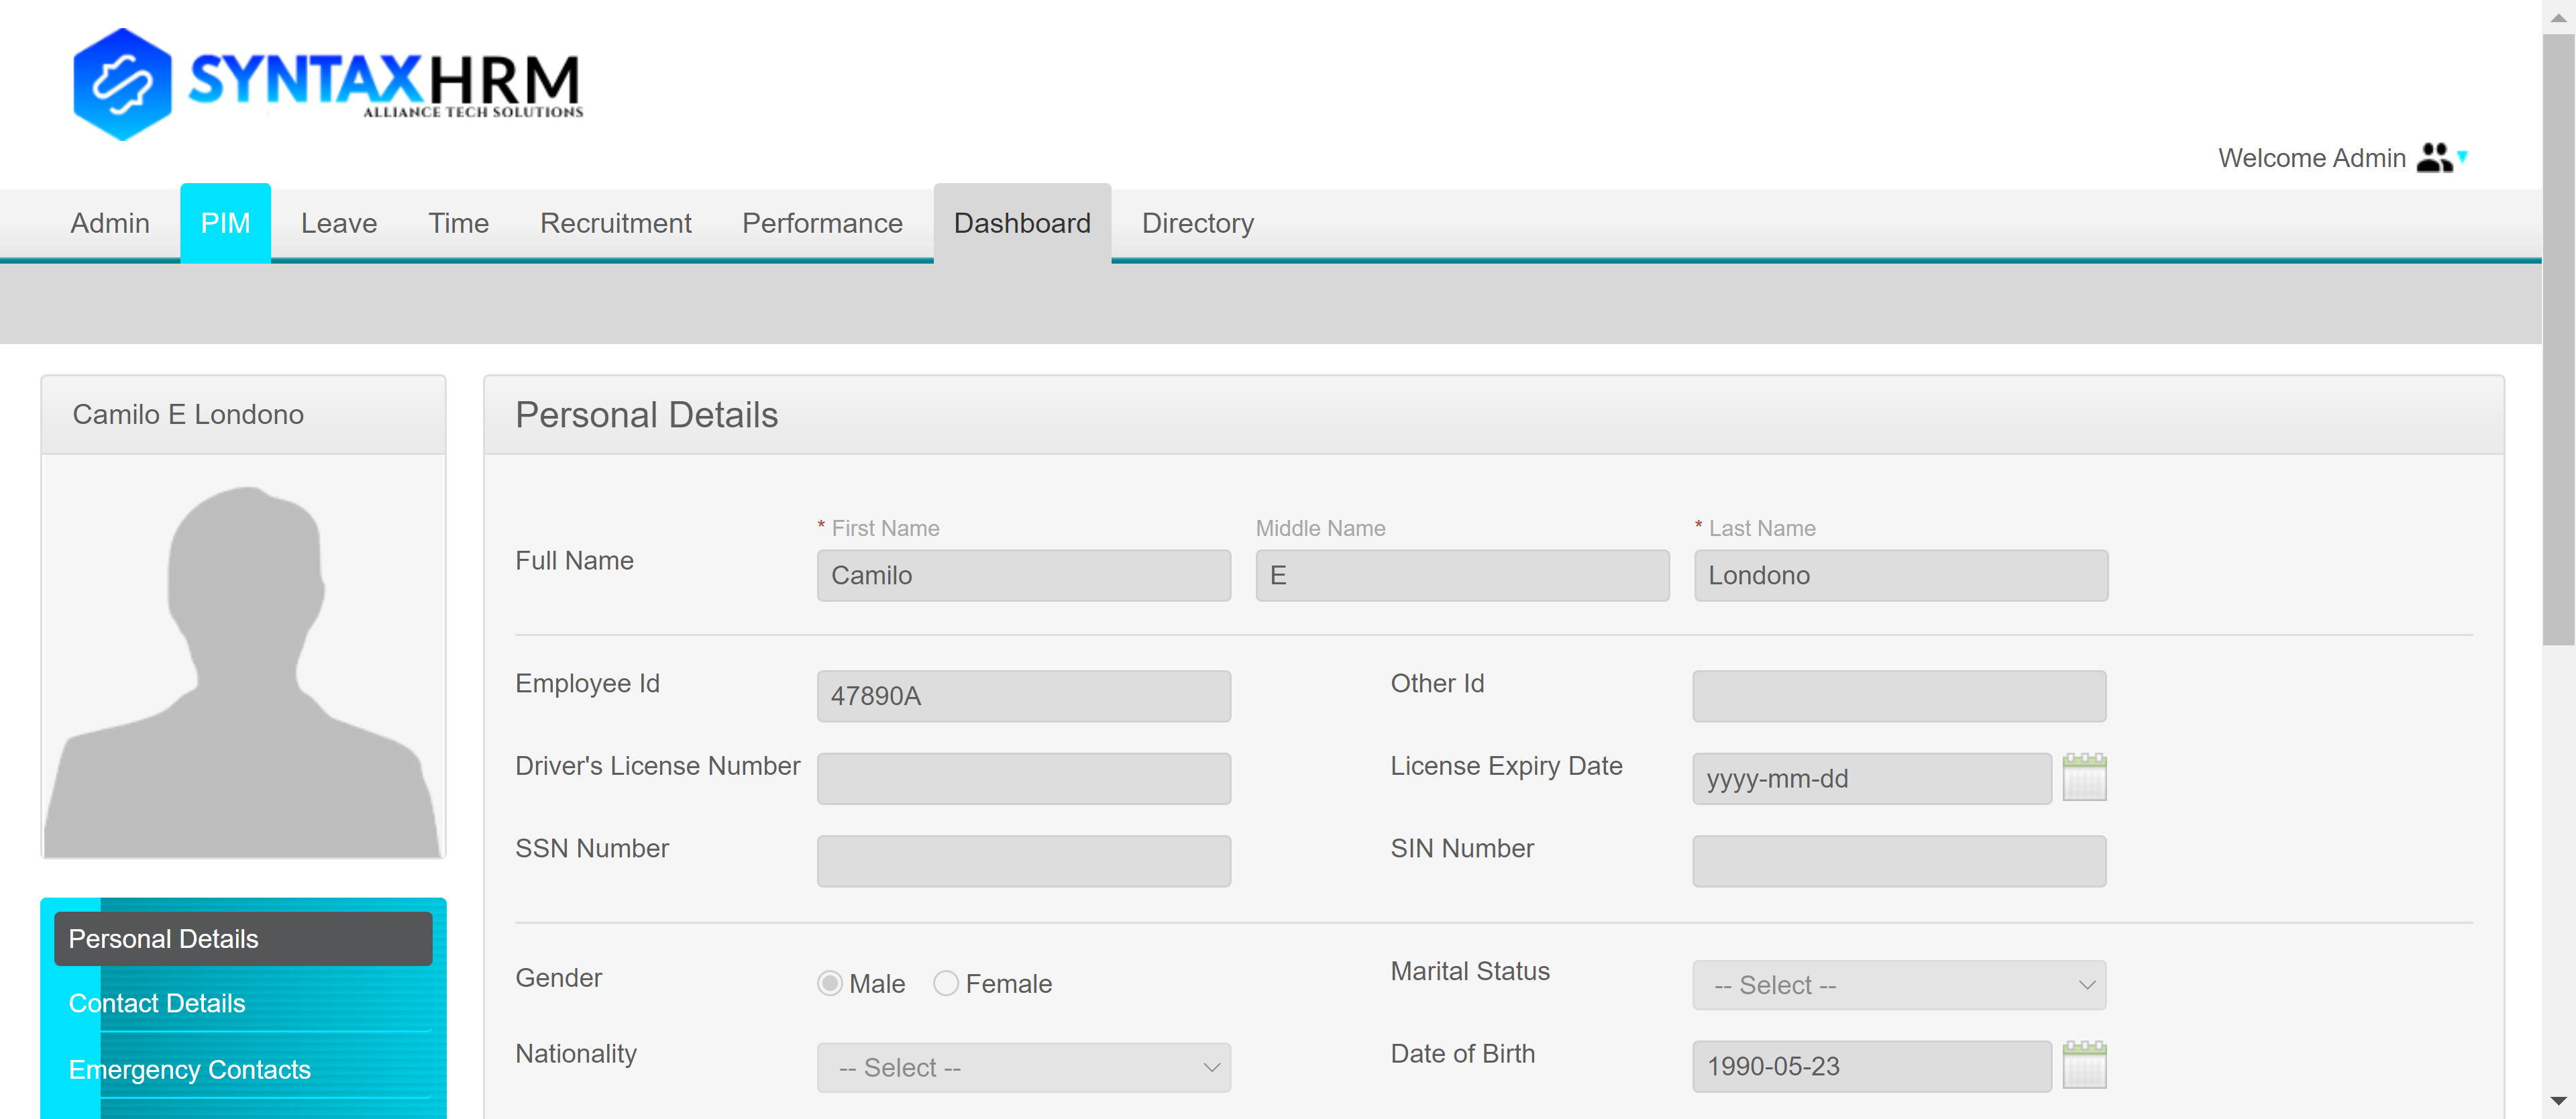 SYNTAXHRM
ALLIANCE TECH SOLUTIONS
Welcome Admin
Admin PIM Leave Time Recruitment Performance Dashboard Directory
Camilo E Londono
Personal Details
Full Name
* First Name
Camilo
Middle Name
E
* Last Name
Londono
Employee Id
47890A
Other Id
Driver's License Number
License Expiry Date
yyyy-mm-dd
SSN Number
SIN Number
Gender
Male Female
Marital Status
-- Select --
Nationality
-- Select --
Date of Birth
1990-05-23
Personal Details
Contact Details
Emergency Contacts